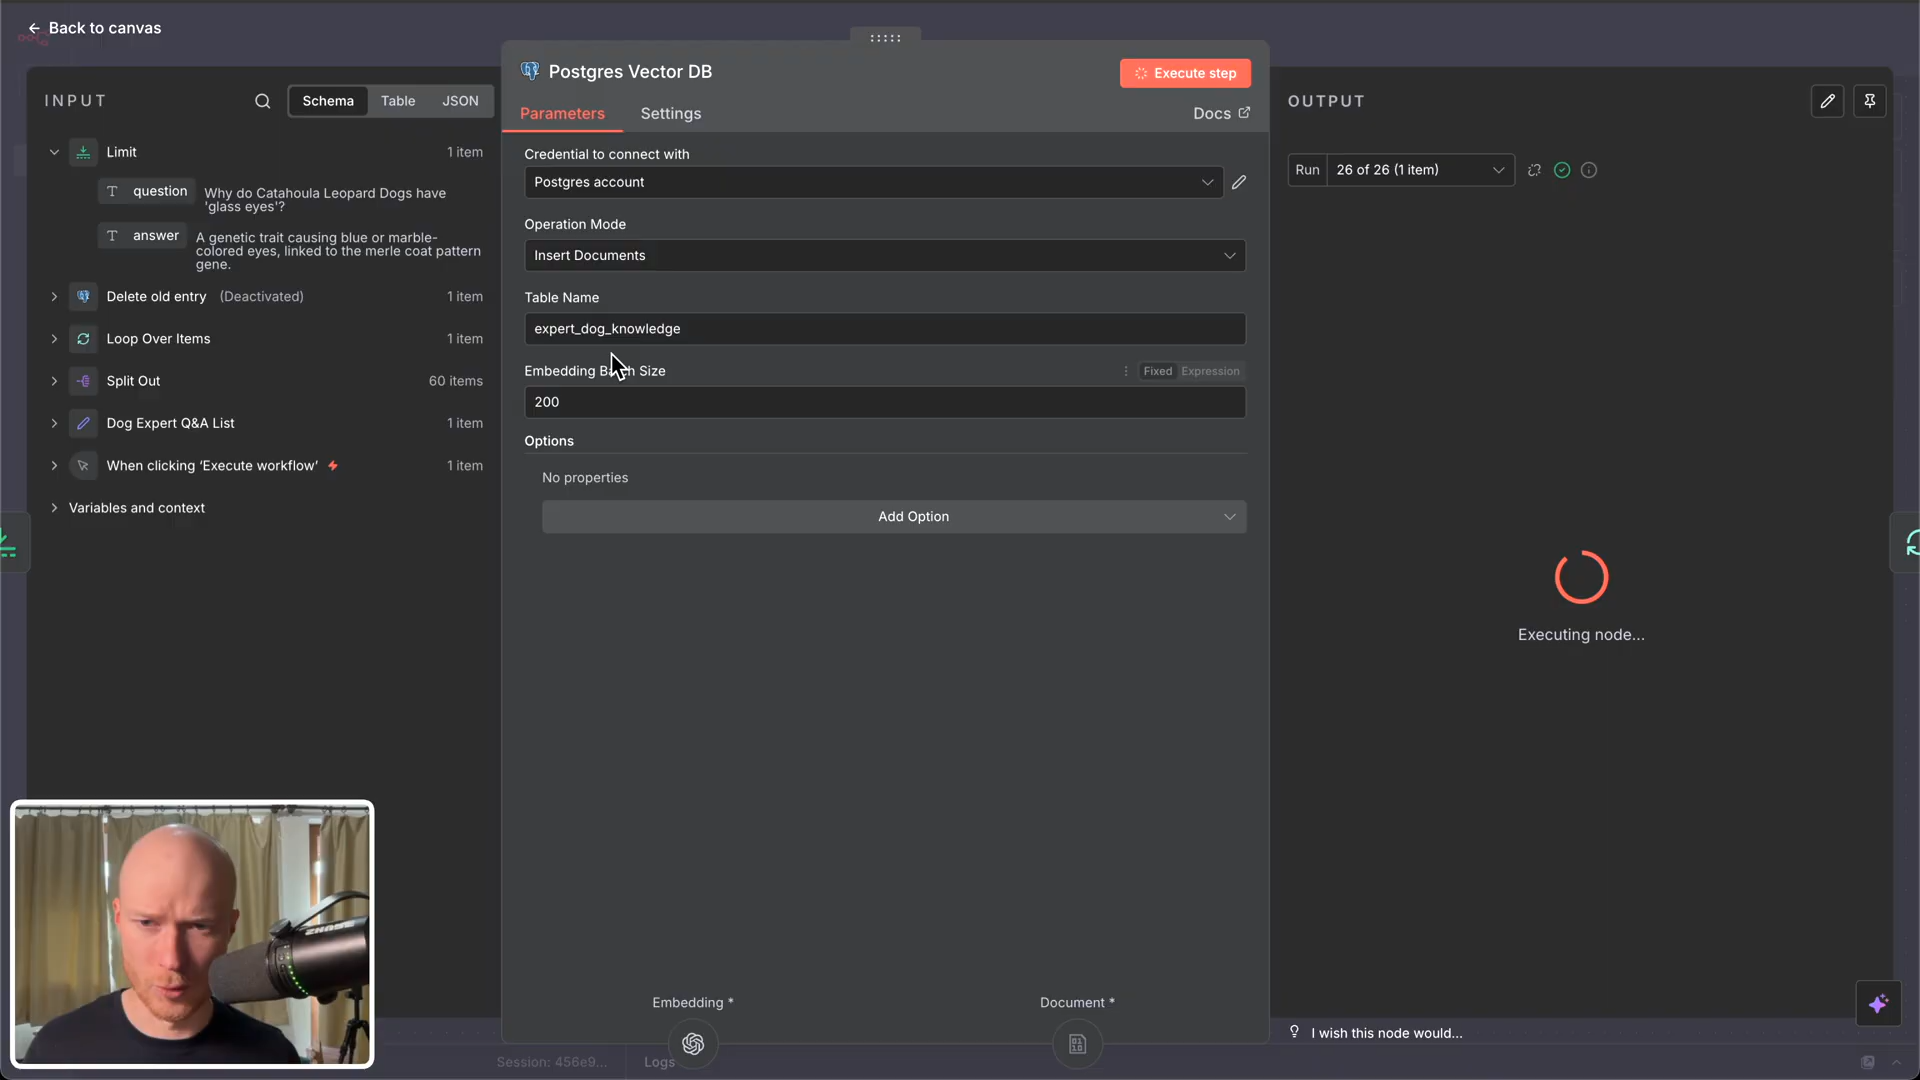 Back to canvas
INPUT
Schema
Table
JSON
Limit
1 item
T question
Why do Catahoula Leopard Dogs have
'glass eyes'?
T answer
A genetic trait causing blue or marble-
colored eyes, linked to the merle coat pattern
gene.
Delete old entry (Deactivated)
1 item
Loop Over Items
1 item
Split Out
60 items
Dog Expert Q&A List
1 item
When clicking ‘Execute workflow’
1 item
Variables and context
Postgres Vector DB
Execute step
Parameters
Settings
Docs
Credential to connect with
Postgres account
Operation Mode
Insert Documents
Table Name
expert_dog_knowledge
Embedding Batch Size
Fixed
Expression
200
Options
No properties
Add Option
Embedding *
Document *
OUTPUT
Run
26 of 26 (1 item)
Executing node...
I wish this node would...
Session: 456e9...
Logs